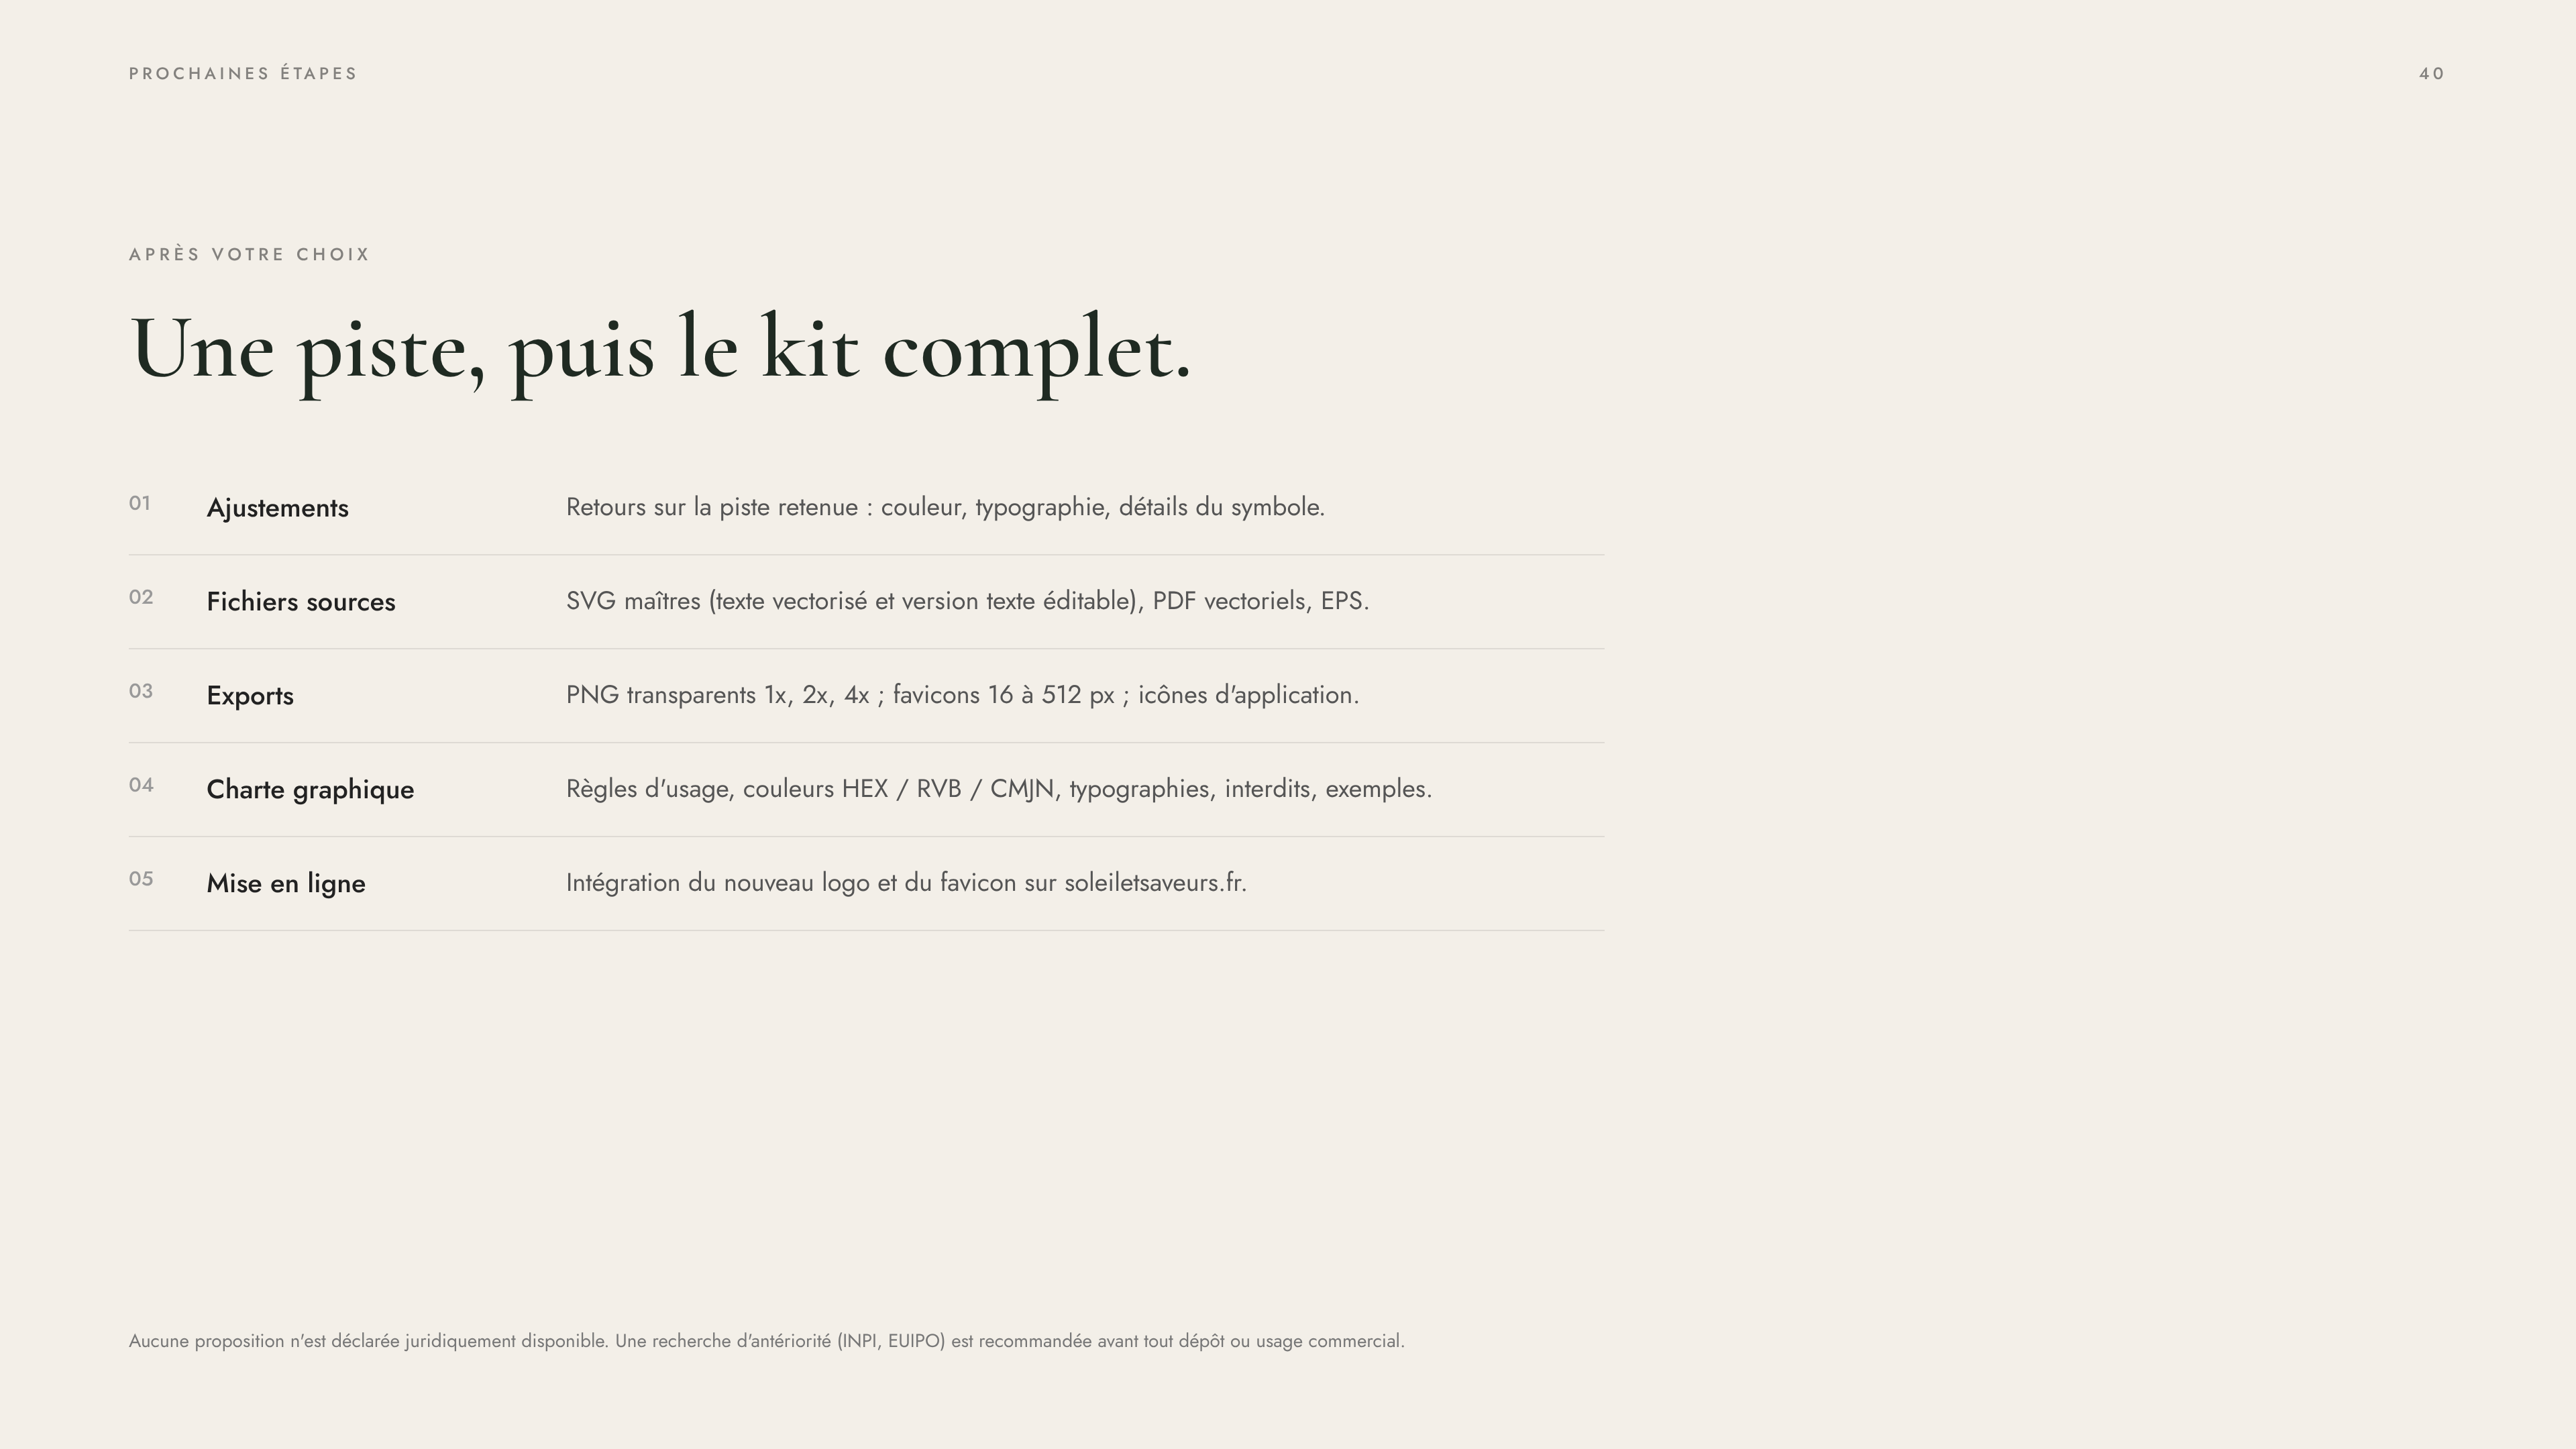 PROCHAINES ÉTAPES
40
APRÈS VOTRE CHOIX
Une piste, puis le kit complet.
01 Ajustements Retours sur la piste retenue : couleur, typographie, détails du symbole.
02 Fichiers sources SVG maîtres (texte vectorisé et version texte éditable), PDF vectoriels, EPS.
03 Exports PNG transparents 1x, 2x, 4x ; favicons 16 à 512 px ; icônes d'application.
04 Charte graphique Règles d'usage, couleurs HEX / RVB / CMJN, typographies, interdits, exemples.
05 Mise en ligne Intégration du nouveau logo et du favicon sur soleiletsaveurs.fr.
Aucune proposition n'est déclarée juridiquement disponible. Une recherche d'antériorité (INPI, EUIPO) est recommandée avant tout dépôt ou usage commercial.